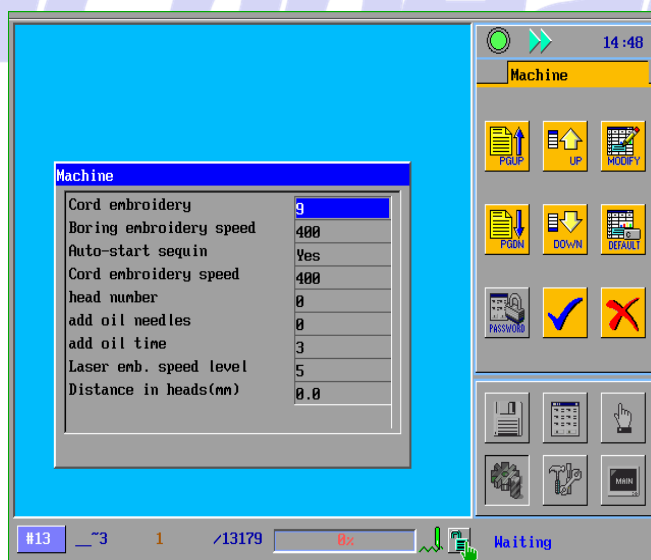 14:48
Machine
PGUP UP MODIFY
PGDN DOWN DEFAULT
PASSWORD
Machine
Cord embroidery 9
Boring embroidery speed 400
Auto-start sequin Yes
Cord embroidery speed 400
head number 0
add oil needles 0
add oil time 3
Laser emb. speed level 5
Distance in heads(mm) 0.0
MAIN
#13 __~3 1 /13179 0% Waiting